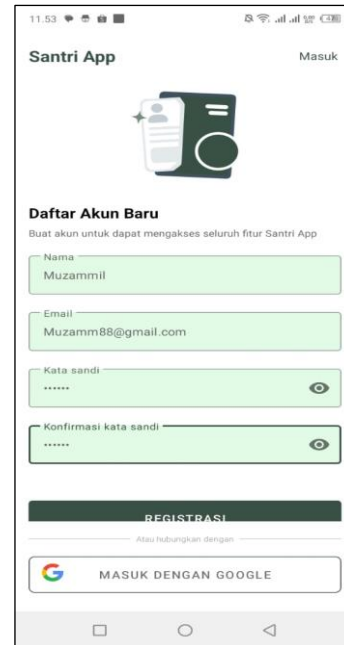 11.53
Santri App
Masuk
Daftar Akun Baru
Buat akun untuk dapat mengakses seluruh fitur Santri App
Nama
Muzammil
Email
Muzamm88@gmail.com
Kata sandi
••••••
Konfirmasi kata sandi
••••••
REGISTRASI
Atau hubungkan dengan
MASUK DENGAN GOOGLE